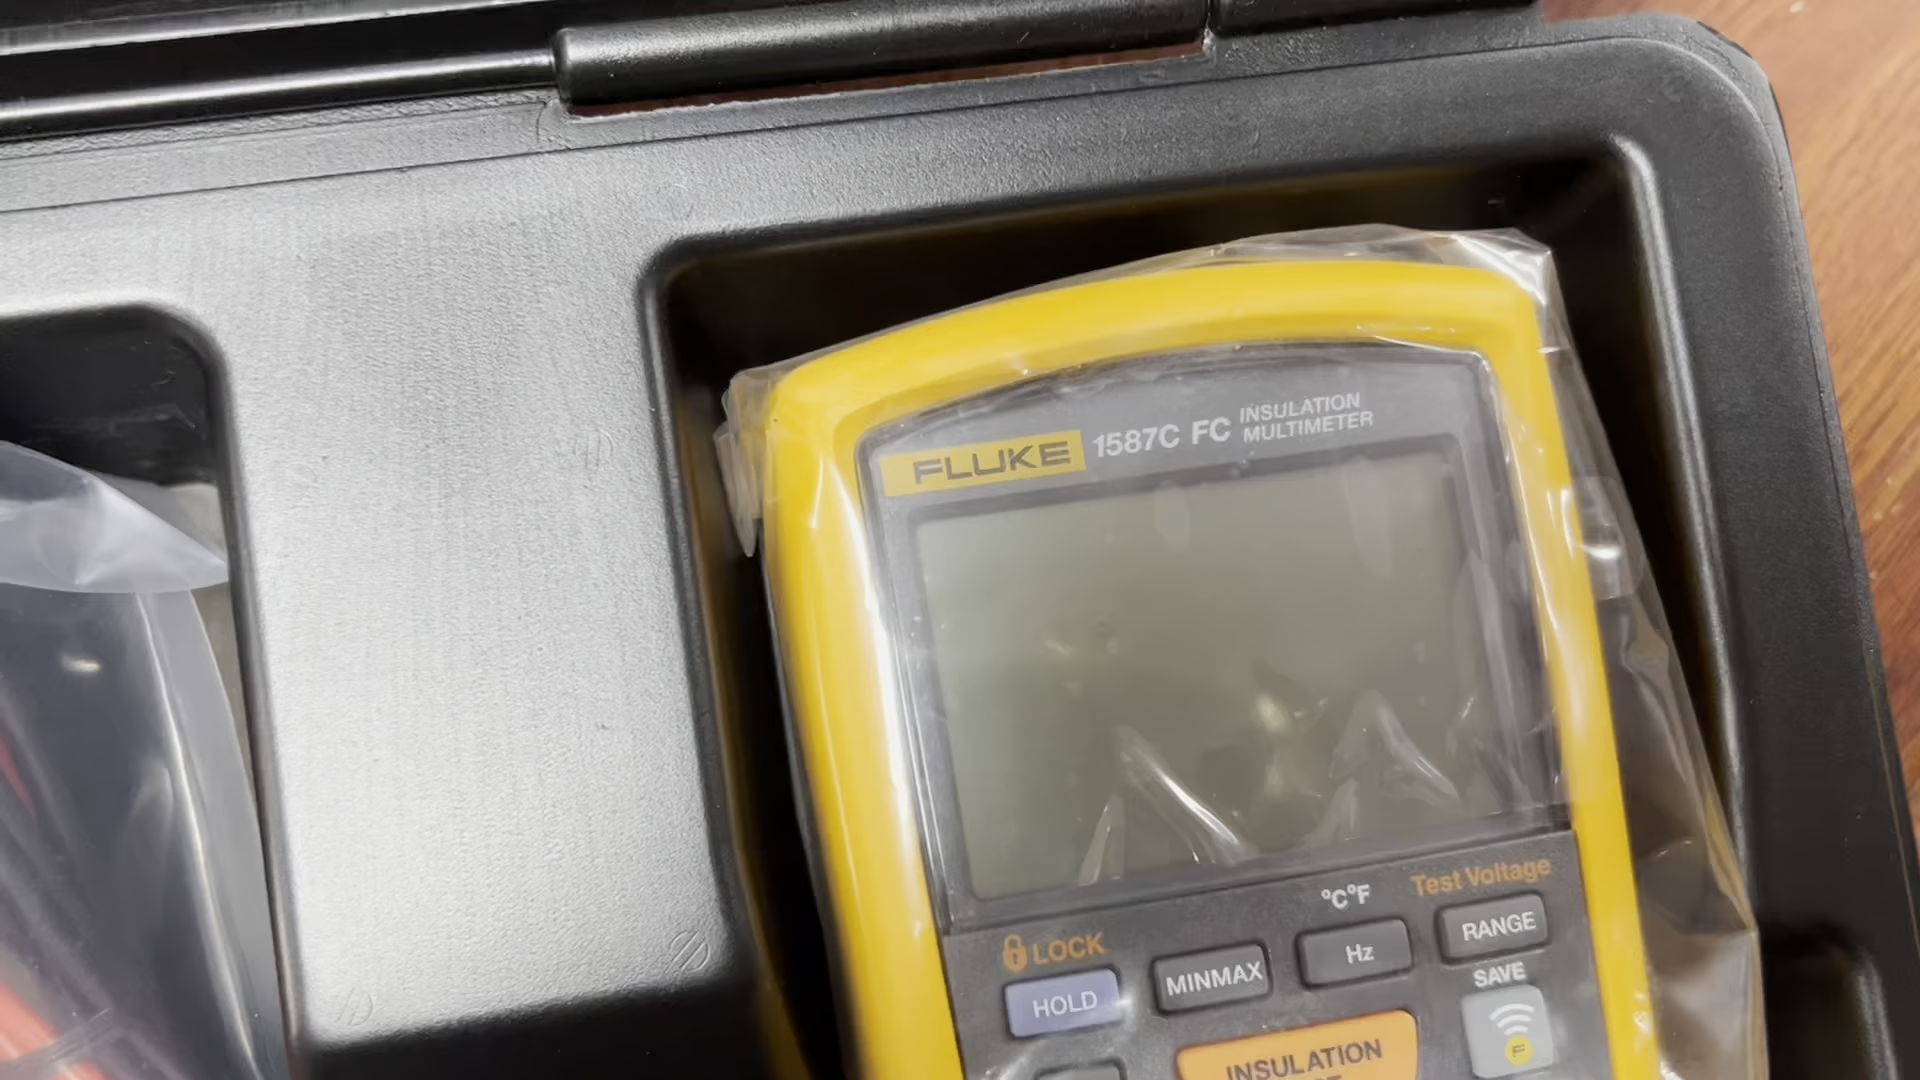 FLUKE 1587C FC INSULATION
MULTIMETER
°C°F Test Voltage
LOCK
HOLD MINMAX Hz RANGE
SAVE
INSULATION
F